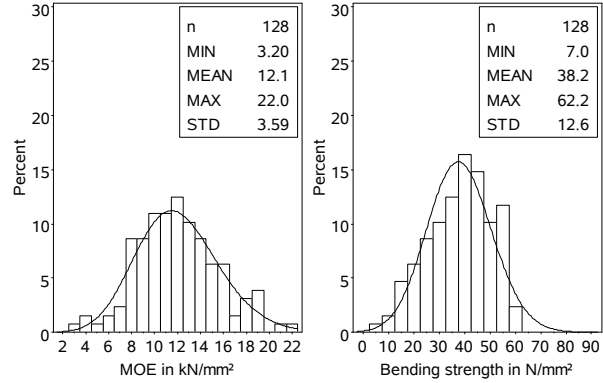 30
25
20
15
10
5
0
Percent
n 128
MIN 3.20
MEAN 12.1
MAX 22.0
STD 3.59
2 4 6 8 10 12 14 16 18 20 22
MOE in kN/mm²
30
25
20
15
10
5
0
Percent
n 128
MIN 7.0
MEAN 38.2
MAX 62.2
STD 12.6
0 10 20 30 40 50 60 70 80 90
Bending strength in N/mm²